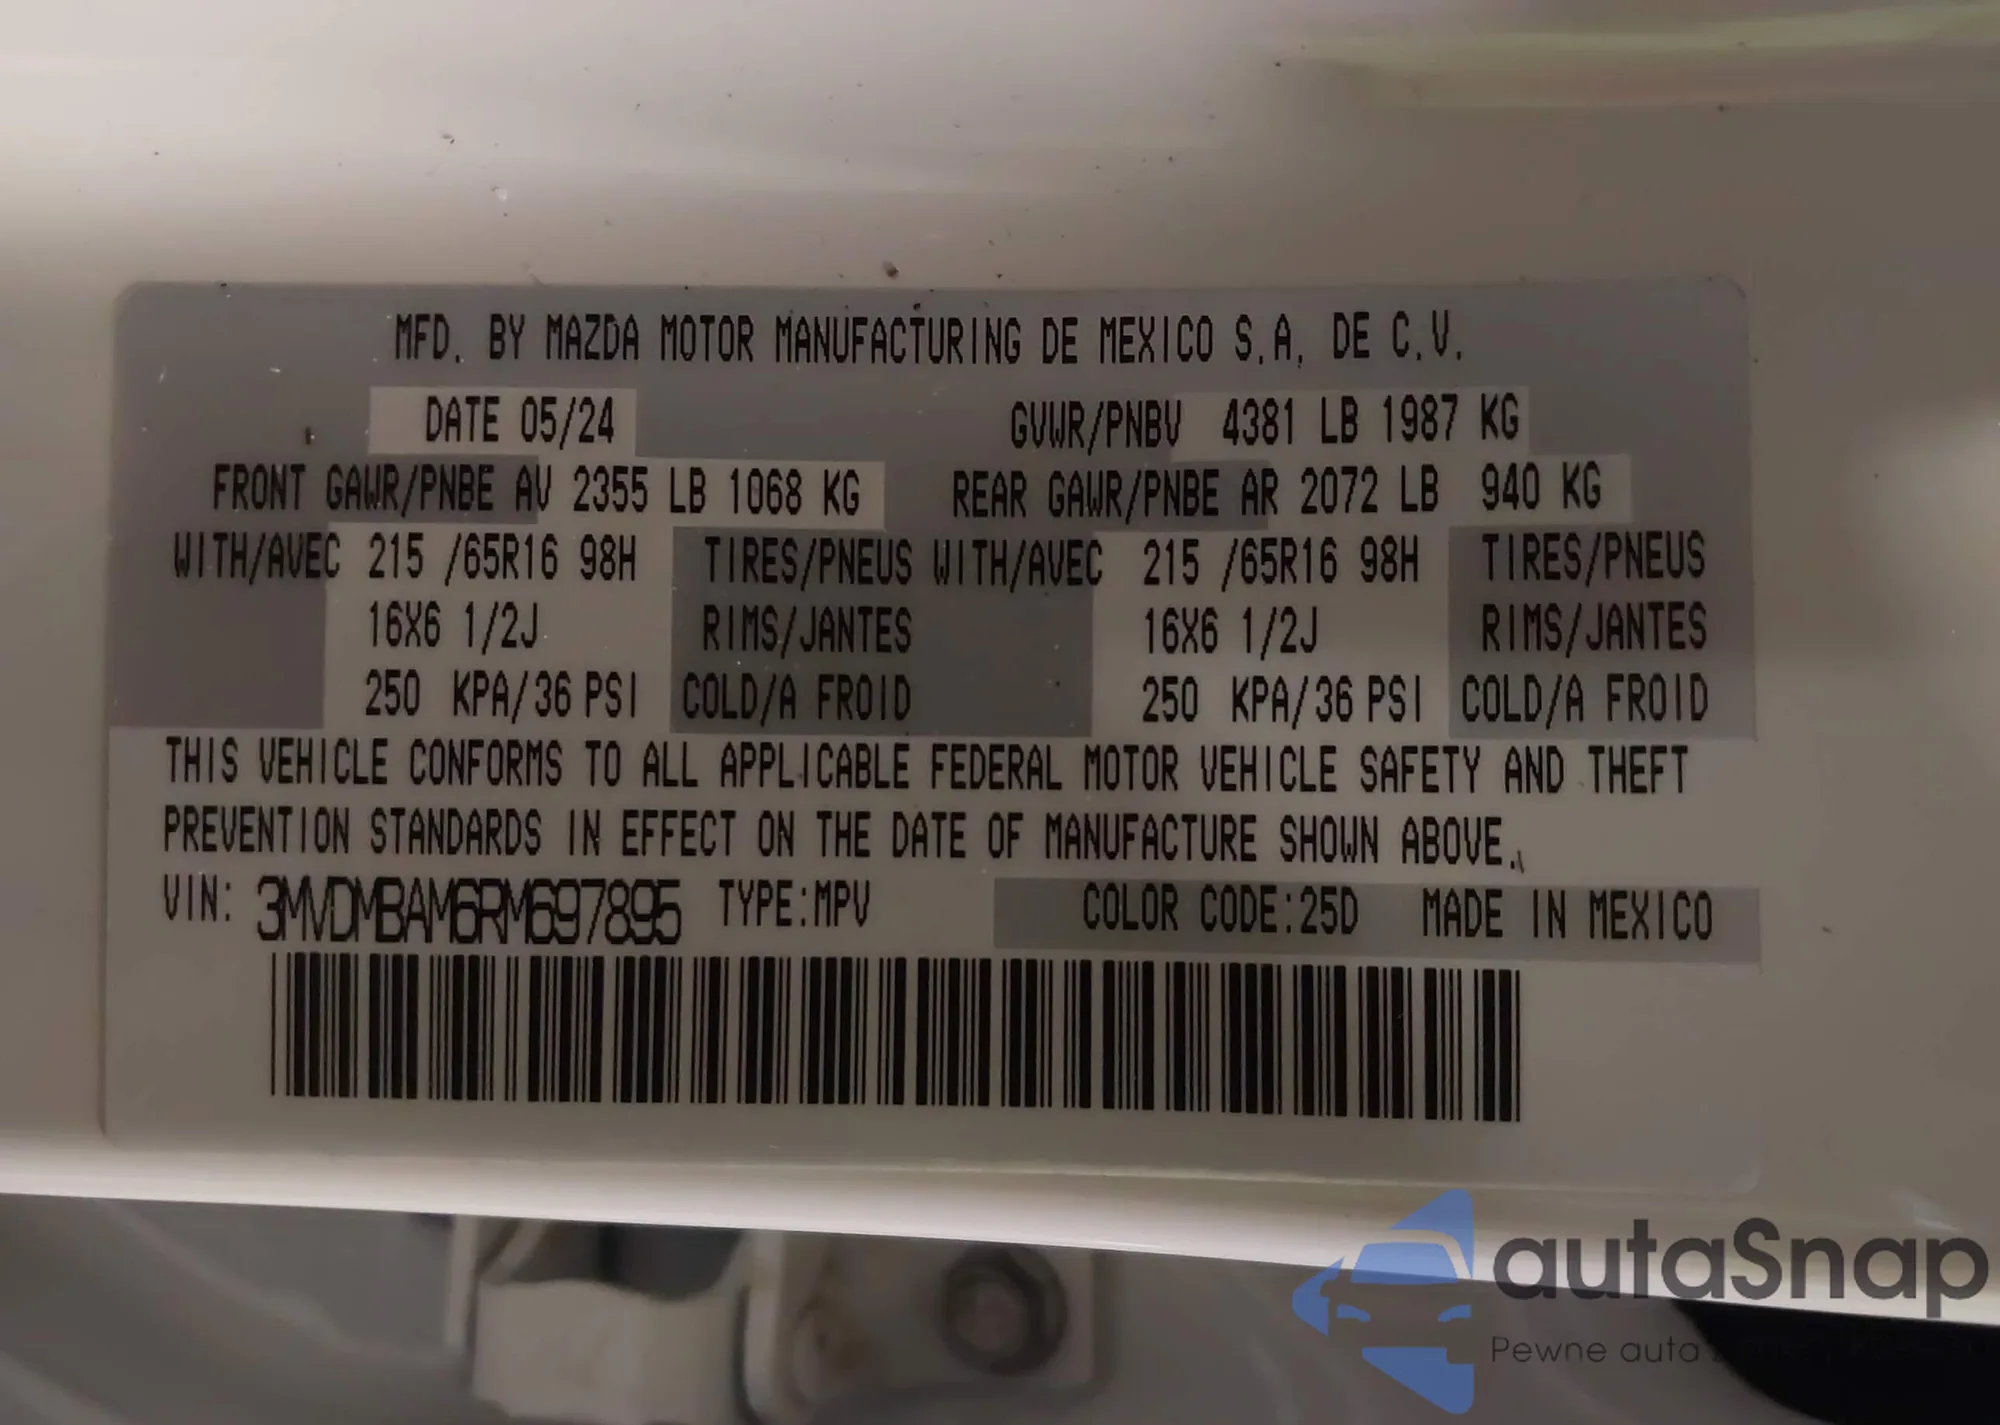 MFD. BY MAZDA MOTOR MANUFACTURING DE MEXICO S.A. DE C.V.
DATE 05/24 GVWR/PNBV 4381 LB 1987 KG
FRONT GAWR/PNBE AV 2355 LB 1068 KG REAR GAWR/PNBE AR 2072 LB 940 KG
WITH/AVEC 215 /65R16 98H TIRES/PNEUS WITH/AVEC 215 /65R16 98H TIRES/PNEUS
16X6 1/2J RIMS/JANTES 16X6 1/2J RIMS/JANTES
250 KPA/36 PSI COLD/A FROID 250 KPA/36 PSI COLD/A FROID
THIS VEHICLE CONFORMS TO ALL APPLICABLE FEDERAL MOTOR VEHICLE SAFETY AND THEFT
PREVENTION STANDARDS IN EFFECT ON THE DATE OF MANUFACTURE SHOWN ABOVE.
VIN: 3MVDMBAM6RM697895 TYPE:MPV COLOR CODE:25D MADE IN MEXICO
autaSnap
Pewne auta